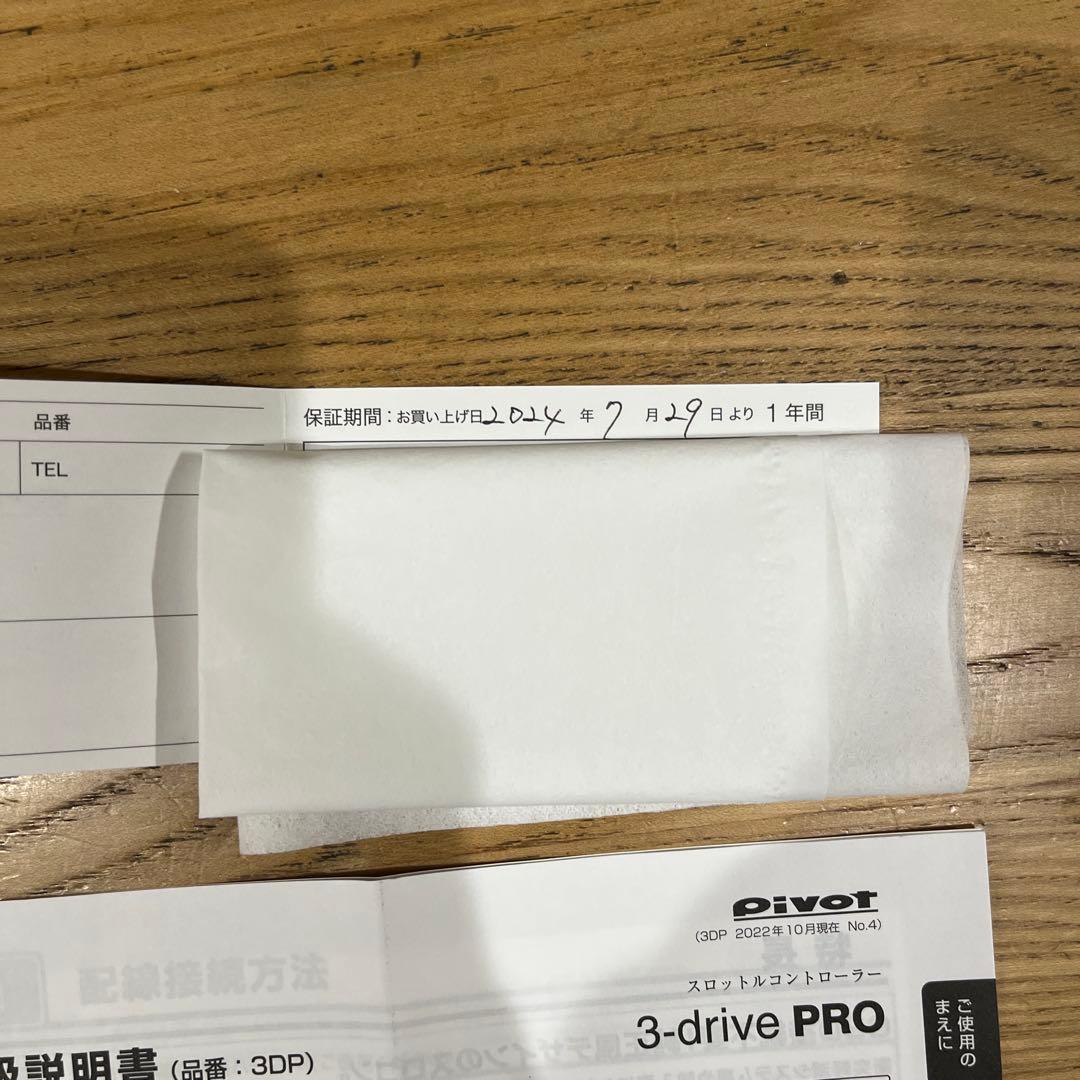 品番
保証期間：お買い上げ日2024年7月29日より1年間
TEL
pivot
(3DP 2022年10月現在 No.4)
スロットルコントローラー
3-drive PRO
配線接続方法
説明書（品番：3DP）
ご使用の
まえに